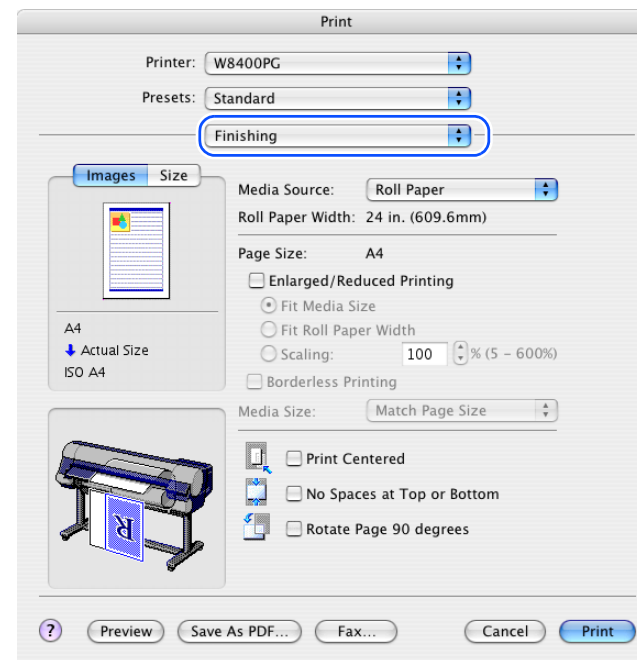 Print
Printer: W8400PG
Presets: Standard
Finishing
Images Size
Media Source: Roll Paper
Roll Paper Width: 24 in. (609.6mm)
Page Size: A4
Enlarged/Reduced Printing
Fit Media Size
Fit Roll Paper Width
Scaling: 100 % (5 - 600%)
Borderless Printing
Media Size: Match Page Size
A4
Actual Size
ISO A4
Print Centered
No Spaces at Top or Bottom
Rotate Page 90 degrees
R
? Preview Save As PDF... Fax... Cancel Print